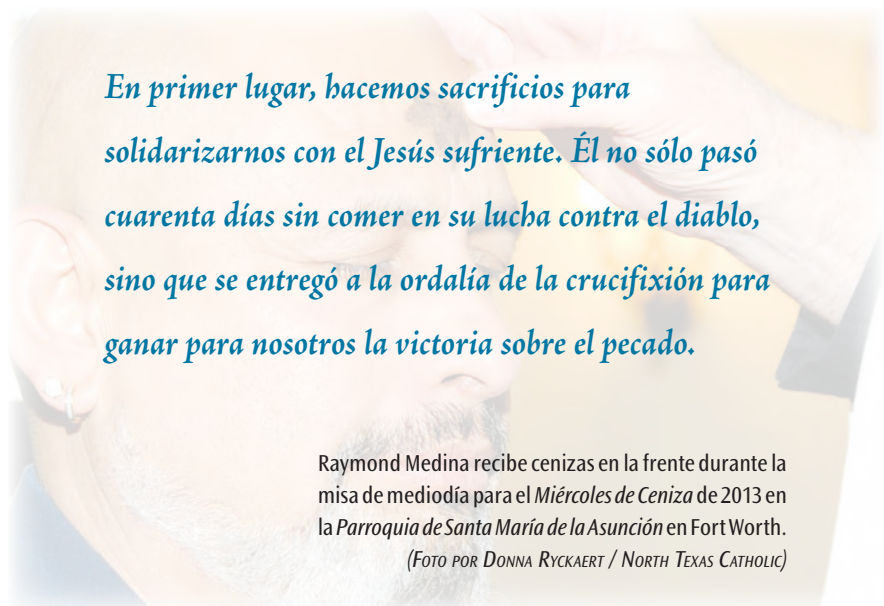 En primer lugar, hacemos sacrificios para
solidarizarnos con el Jesús sufriente. Él no sólo pasó
cuarenta días sin comer en su lucha contra el diablo,
sino que se entregó a la ordalía de la crucifixión para
ganar para nosotros la victoria sobre el pecado.
Raymond Medina recibe cenizas en la frente durante la
misa de mediodía para el Miércoles de Ceniza de 2013 en
la Parroquia de Santa María de la Asunción en Fort Worth.
(Foto por Donna Ryckaert / North Texas Catholic)